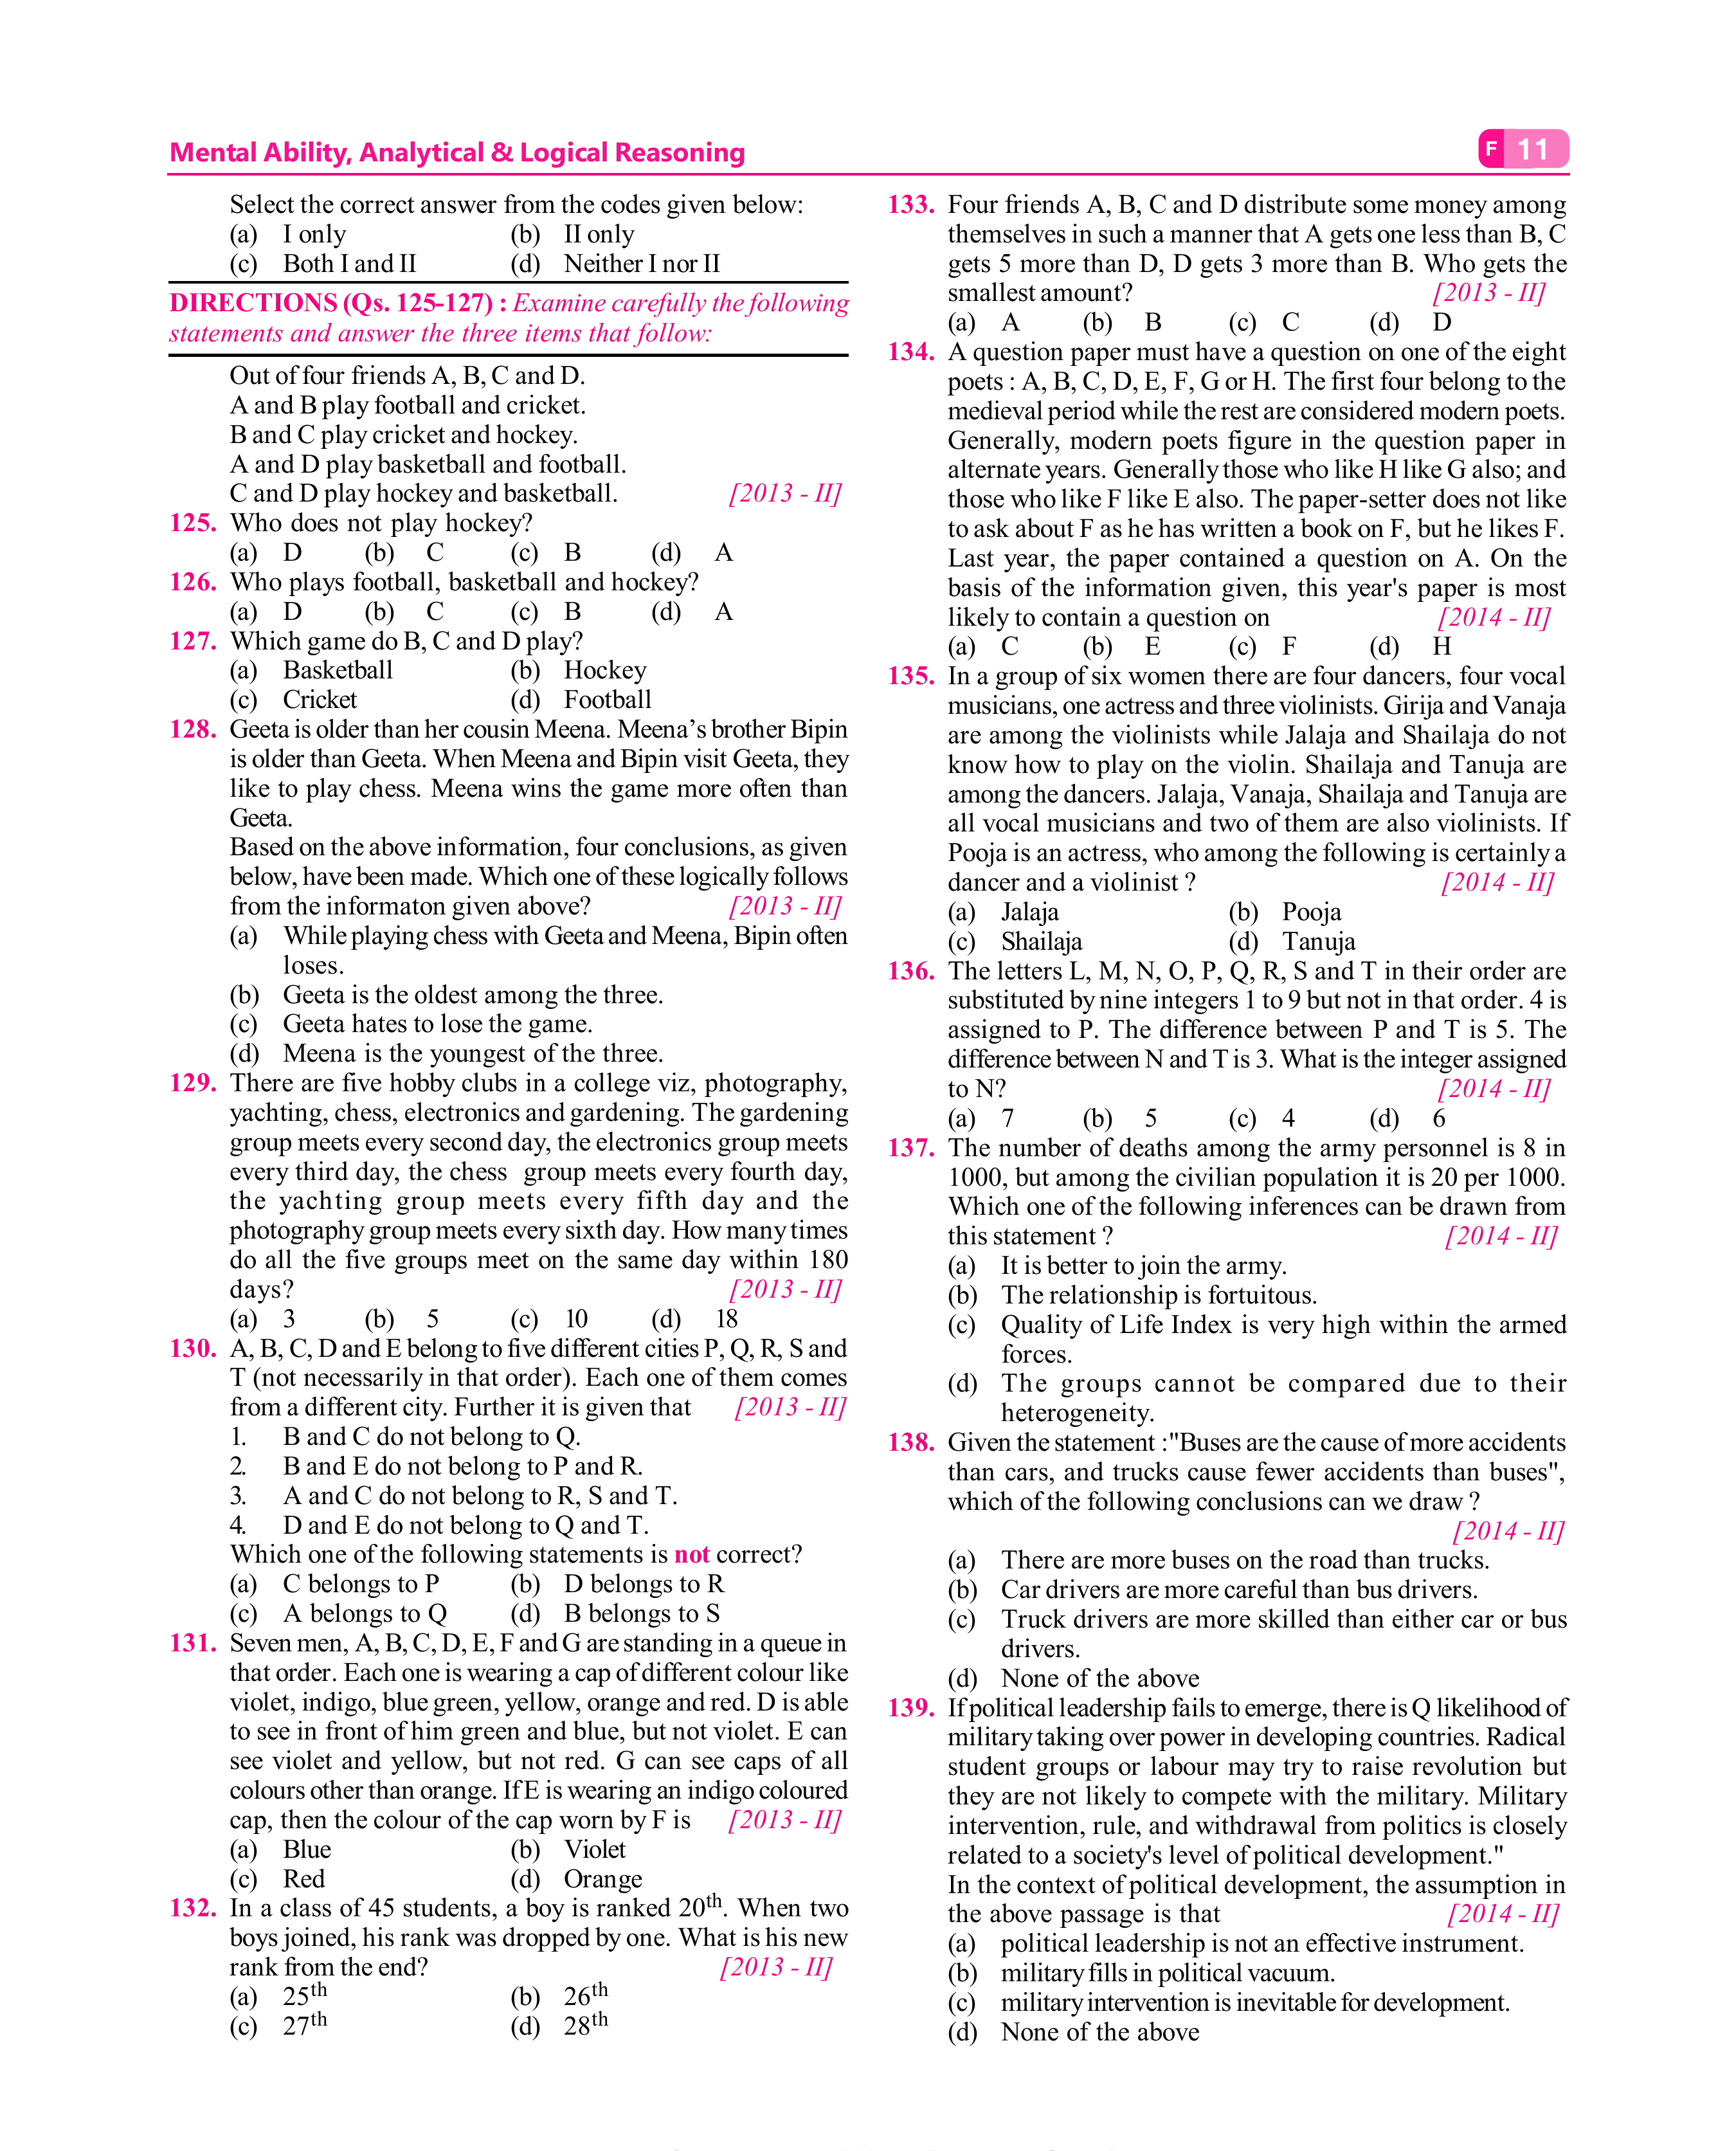 Mental Ability, Analytical & Logical Reasoning
F 11
Select the correct answer from the codes given below:
(a) I only (b) II only
(c) Both I and II (d) Neither I nor II
DIRECTIONS (Qs. 125-127) : Examine carefully the following
statements and answer the three items that follow:
Out of four friends A, B, C and D.
A and B play football and cricket.
B and C play cricket and hockey.
A and D play basketball and football.
C and D play hockey and basketball. [2013 - II]
125. Who does not play hockey?
(a) D (b) C (c) B (d) A
126. Who plays football, basketball and hockey?
(a) D (b) C (c) B (d) A
127. Which game do B, C and D play?
(a) Basketball (b) Hockey
(c) Cricket (d) Football
128. Geeta is older than her cousin Meena. Meena’s brother Bipin
is older than Geeta. When Meena and Bipin visit Geeta, they
like to play chess. Meena wins the game more often than
Geeta.
Based on the above information, four conclusions, as given
below, have been made. Which one of these logically follows
from the informaton given above? [2013 - II]
(a) While playing chess with Geeta and Meena, Bipin often
loses.
(b) Geeta is the oldest among the three.
(c) Geeta hates to lose the game.
(d) Meena is the youngest of the three.
129. There are five hobby clubs in a college viz, photography,
yachting, chess, electronics and gardening. The gardening
group meets every second day, the electronics group meets
every third day, the chess group meets every fourth day,
the yachting group meets every fifth day and the
photography group meets every sixth day. How many times
do all the five groups meet on the same day within 180
days? [2013 - II]
(a) 3 (b) 5 (c) 10 (d) 18
130. A, B, C, D and E belong to five different cities P, Q, R, S and
T (not necessarily in that order). Each one of them comes
from a different city. Further it is given that [2013 - II]
1. B and C do not belong to Q.
2. B and E do not belong to P and R.
3. A and C do not belong to R, S and T.
4. D and E do not belong to Q and T.
Which one of the following statements is not correct?
(a) C belongs to P (b) D belongs to R
(c) A belongs to Q (d) B belongs to S
131. Seven men, A, B, C, D, E, F and G are standing in a queue in
that order. Each one is wearing a cap of different colour like
violet, indigo, blue green, yellow, orange and red. D is able
to see in front of him green and blue, but not violet. E can
see violet and yellow, but not red. G can see caps of all
colours other than orange. If E is wearing an indigo coloured
cap, then the colour of the cap worn by F is [2013 - II]
(a) Blue (b) Violet
(c) Red (d) Orange
132. In a class of 45 students, a boy is ranked 20th. When two
boys joined, his rank was dropped by one. What is his new
rank from the end? [2013 - II]
(a) 25th (b) 26th
(c) 27th (d) 28th
133. Four friends A, B, C and D distribute some money among
themselves in such a manner that A gets one less than B, C
gets 5 more than D, D gets 3 more than B. Who gets the
smallest amount? [2013 - II]
(a) A (b) B (c) C (d) D
134. A question paper must have a question on one of the eight
poets : A, B, C, D, E, F, G or H. The first four belong to the
medieval period while the rest are considered modern poets.
Generally, modern poets figure in the question paper in
alternate years. Generally those who like H like G also; and
those who like F like E also. The paper-setter does not like
to ask about F as he has written a book on F, but he likes F.
Last year, the paper contained a question on A. On the
basis of the information given, this year's paper is most
likely to contain a question on [2014 - II]
(a) C (b) E (c) F (d) H
135. In a group of six women there are four dancers, four vocal
musicians, one actress and three violinists. Girija and Vanaja
are among the violinists while Jalaja and Shailaja do not
know how to play on the violin. Shailaja and Tanuja are
among the dancers. Jalaja, Vanaja, Shailaja and Tanuja are
all vocal musicians and two of them are also violinists. If
Pooja is an actress, who among the following is certainly a
dancer and a violinist ? [2014 - II]
(a) Jalaja (b) Pooja
(c) Shailaja (d) Tanuja
136. The letters L, M, N, O, P, Q, R, S and T in their order are
substituted by nine integers 1 to 9 but not in that order. 4 is
assigned to P. The difference between P and T is 5. The
difference between N and T is 3. What is the integer assigned
to N? [2014 - II]
(a) 7 (b) 5 (c) 4 (d) 6
137. The number of deaths among the army personnel is 8 in
1000, but among the civilian population it is 20 per 1000.
Which one of the following inferences can be drawn from
this statement ? [2014 - II]
(a) It is better to join the army.
(b) The relationship is fortuitous.
(c) Quality of Life Index is very high within the armed
forces.
(d) The groups cannot be compared due to their
heterogeneity.
138. Given the statement :"Buses are the cause of more accidents
than cars, and trucks cause fewer accidents than buses",
which of the following conclusions can we draw ?
[2014 - II]
(a) There are more buses on the road than trucks.
(b) Car drivers are more careful than bus drivers.
(c) Truck drivers are more skilled than either car or bus
drivers.
(d) None of the above
139. If political leadership fails to emerge, there is Q likelihood of
military taking over power in developing countries. Radical
student groups or labour may try to raise revolution but
they are not likely to compete with the military. Military
intervention, rule, and withdrawal from politics is closely
related to a society's level of political development."
In the context of political development, the assumption in
the above passage is that [2014 - II]
(a) political leadership is not an effective instrument.
(b) military fills in political vacuum.
(c) military intervention is inevitable for development.
(d) None of the above